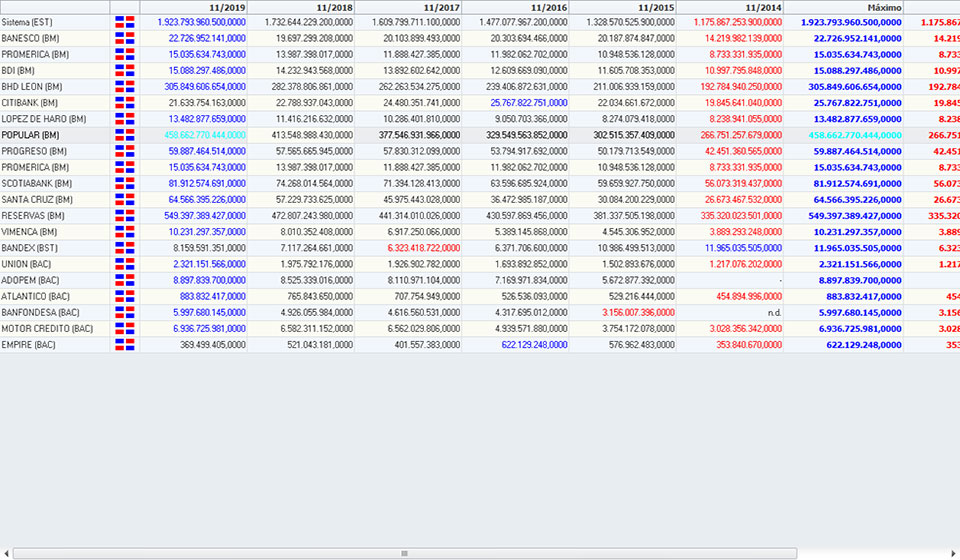 11/2019 11/2018 11/2017 11/2016 11/2015 11/2014 Máximo
Sistema (EST) 1.923.793.960.500,0000 1.732.644.229.200,0000 1.609.799.711.100,0000 1.477.077.967.200,0000 1.328.570.525.900,0000 1.175.867.253.900,0000 1.923.793.960.500,0000 1.175.867
BANESCO (BM) 22.726.952.141,0000 19.697.299.208,0000 20.103.899.493,0000 20.303.694.466,0000 20.187.874.847,0000 14.219.982.139,0000 22.726.952.141,0000 14.219
PROMERICA (BM) 15.035.634.743,0000 13.987.398.017,0000 11.888.427.385,0000 11.982.062.702,0000 10.948.536.128,0000 8.733.331.935,0000 15.035.634.743,0000 8.733
BDI (BM) 15.088.297.486,0000 14.232.943.568,0000 13.892.602.642,0000 12.609.669.090,0000 11.605.708.353,0000 10.997.795.848,0000 15.088.297.486,0000 10.997
BHD LEON (BM) 305.849.606.654,0000 282.378.806.861,0000 262.263.534.275,0000 239.406.872.631,0000 211.006.939.159,0000 192.784.940.250,0000 305.849.606.654,0000 192.784
CITIBANK (BM) 21.639.754.163,0000 22.788.937.043,0000 24.480.351.741,0000 25.767.822.751,0000 22.034.661.672,0000 19.845.641.040,0000 25.767.822.751,0000 19.845
LOPEZ DE HARO (BM) 13.482.877.659,0000 11.416.216.632,0000 10.286.401.810,0000 9.050.703.366,0000 8.274.079.418,0000 8.238.941.055,0000 13.482.877.659,0000 8.238
POPULAR (BM) 458.682.770.444,0000 413.548.988.430,0000 377.546.931.966,0000 329.549.563.852,0000 302.515.357.409,0000 266.751.257.679,0000 458.682.770.444,0000 266.751
PROGRESO (BM) 59.887.464.514,0000 57.565.665.945,0000 57.830.312.099,0000 53.794.917.692,0000 50.179.713.549,0000 42.451.360.565,0000 59.887.464.514,0000 42.451
PROMERICA (BM) 15.035.634.743,0000 13.987.398.017,0000 11.888.427.385,0000 11.982.062.702,0000 10.948.536.128,0000 8.733.331.935,0000 15.035.634.743,0000 8.733
SCOTIABANK (BM) 81.912.574.691,0000 74.268.014.564,0000 71.394.128.413,0000 63.596.685.924,0000 59.659.927.750,0000 56.073.319.437,0000 81.912.574.691,0000 56.073
SANTA CRUZ (BM) 64.566.395.226,0000 57.229.733.625,0000 45.975.443.028,0000 36.472.985.187,0000 30.084.200.229,0000 26.673.467.532,0000 64.566.395.226,0000 26.673
RESERVAS (BM) 549.397.389.427,0000 472.807.243.980,0000 441.314.010.026,0000 430.597.869.456,0000 381.337.505.198,0000 335.320.023.501,0000 549.397.389.427,0000 335.320
VIMENCA (BM) 10.231.297.357,0000 8.010.352.408,0000 6.917.250.066,0000 5.389.145.868,0000 4.545.306.952,0000 3.889.293.248,0000 10.231.297.357,0000 3.889
BANDEX (BST) 8.159.591.351,0000 7.117.264.661,0000 6.323.418.722,0000 6.371.706.600,0000 10.986.499.513,0000 11.965.035.505,0000 11.965.035.505,0000 6.323
UNION (BAC) 2.321.151.566,0000 1.975.792.176,0000 1.926.902.782,0000 1.693.892.852,0000 1.502.893.676,0000 1.217.076.202,0000 2.321.151.566,0000 1.217
ADOPEM (BAC) 8.897.839.700,0000 8.525.339.016,0000 8.110.971.104,0000 7.169.971.834,0000 5.672.877.392,0000 - 8.897.839.700,0000
ATLANTICO (BAC) 883.832.417,0000 765.843.650,0000 707.754.949,0000 526.536.093,0000 529.216.444,0000 454.894.996,0000 883.832.417,0000 454
BANFONDESA (BAC) 5.997.680.145,0000 4.926.055.984,0000 4.616.560.531,0000 4.317.695.012,0000 3.156.007.396,0000 n.d. 5.997.680.145,0000 3.156
MOTOR CREDITO (BAC) 6.936.725.981,0000 6.582.311.152,0000 6.562.029.806,0000 4.939.571.880,0000 3.754.172.078,0000 3.028.356.342,0000 6.936.725.981,0000 3.028
EMPIRE (BAC) 369.499.405,0000 521.043.181,0000 401.557.383,0000 622.129.248,0000 576.962.483,0000 353.840.670,0000 622.129.248,0000 353